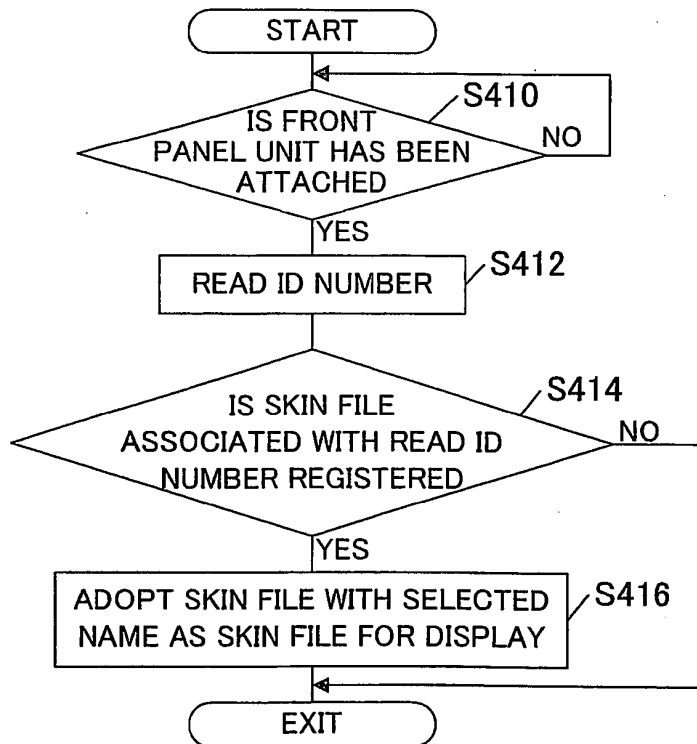 START
S410
IS FRONT
PANEL UNIT HAS BEEN
ATTACHED
NO
YES
READ ID NUMBER
S412
S414
IS SKIN FILE
ASSOCIATED WITH READ ID
NUMBER REGISTERED
NO
YES
ADOPT SKIN FILE WITH SELECTED
NAME AS SKIN FILE FOR DISPLAY
S416
EXIT